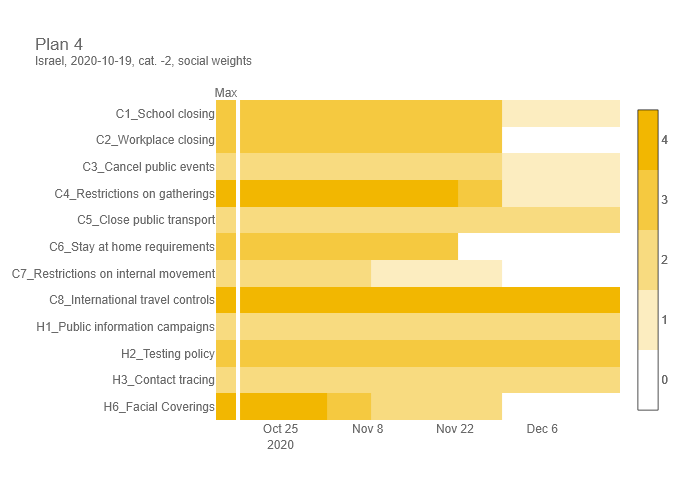 Plan 4
Israel, 2020-10-19, cat. -2, social weights
Max
C1_School closing
C2_Workplace closing
C3_Cancel public events
C4_Restrictions on gatherings
C5_Close public transport
C6_Stay at home requirements
C7_Restrictions on internal movement
C8_International travel controls
H1_Public information campaigns
H2_Testing policy
H3_Contact tracing
H6_Facial Coverings
Oct 25 Nov 8 Nov 22 Dec 6
2020
4
3
2
1
0